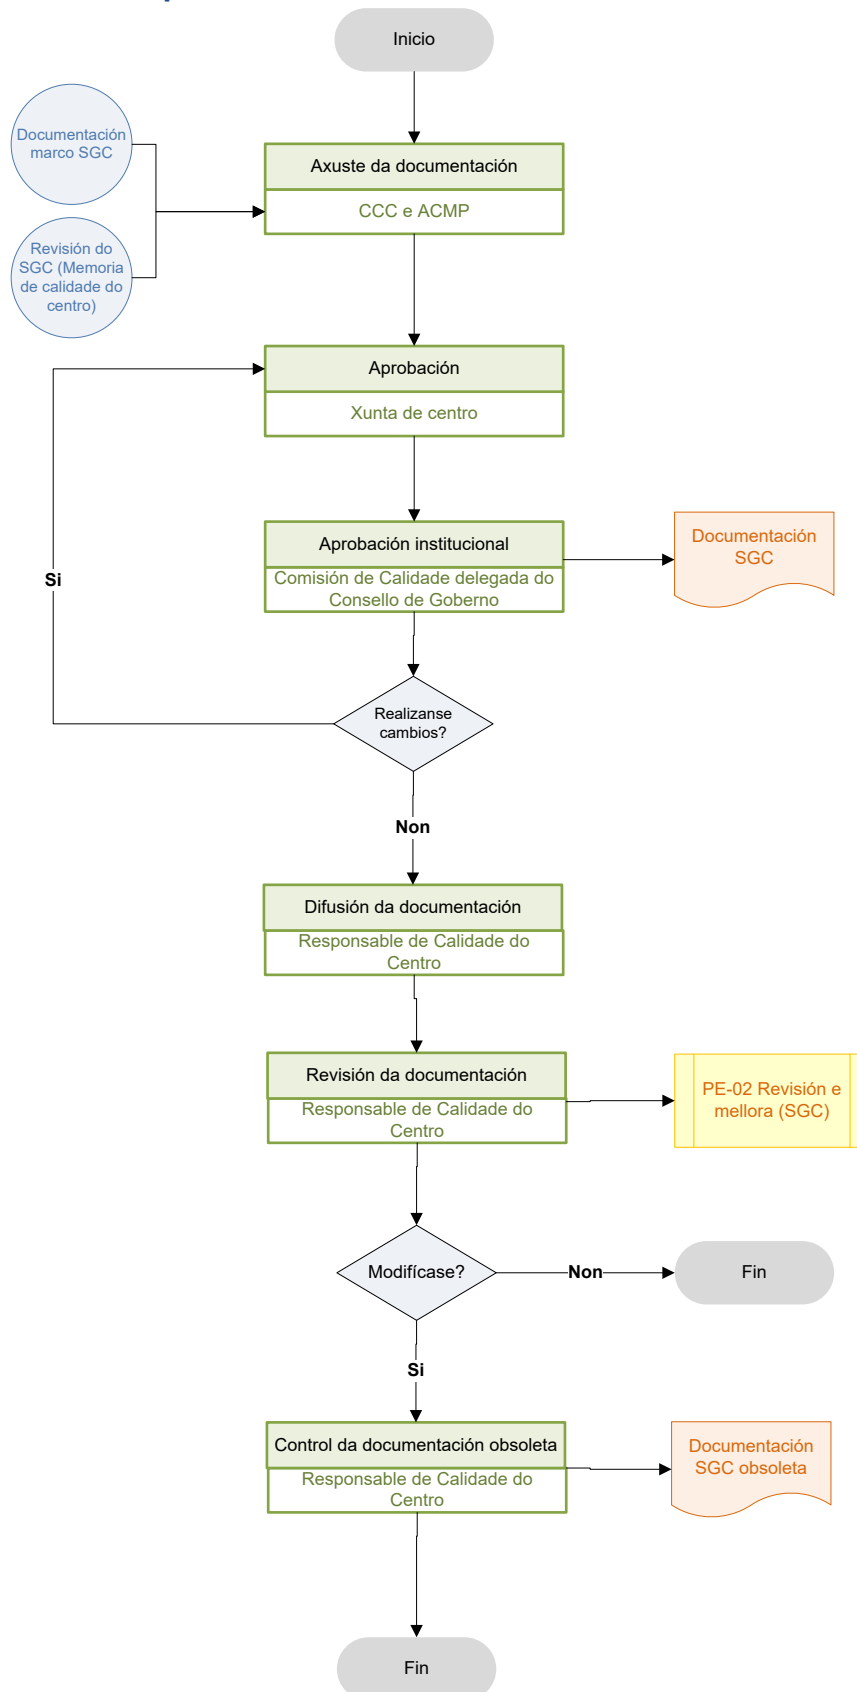 Inicio
Documentación
marco SGC
Axuste da documentación
CCC e ACMP
Revisión do
SGC (Memoria
de calidade do
centro)
Aprobación
Xunta de centro
Aprobación institucional
Comisión de Calidade delegada do
Consello de Goberno
Documentación
SGC
Si
Realizanse
cambios?
Non
Difusión da documentación
Responsable de Calidade do
Centro
Revisión da documentación
Responsable de Calidade do
Centro
PE-02 Revisión e
mellora (SGC)
Modifícase?
Non
Fin
Si
Control da documentación obsoleta
Responsable de Calidade do
Centro
Documentación
SGC obsoleta
Fin